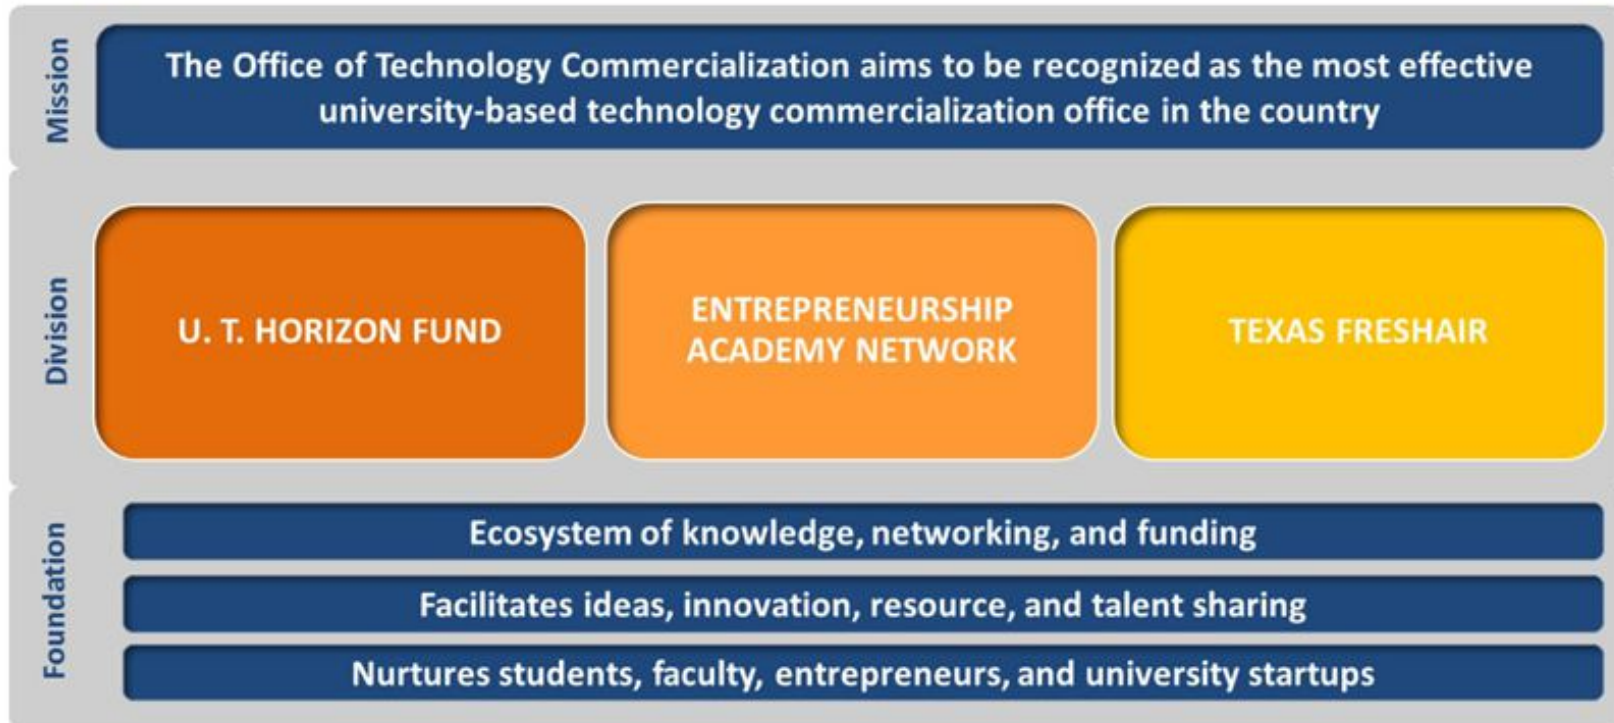 Mission
The Office of Technology Commercialization aims to be recognized as the most effective
university-based technology commercialization office in the country
Division
U. T. HORIZON FUND
ENTREPRENEURSHIP
ACADEMY NETWORK
TEXAS FRESHAIR
Foundation
Ecosystem of knowledge, networking, and funding
Facilitates ideas, innovation, resource, and talent sharing
Nurtures students, faculty, entrepreneurs, and university startups